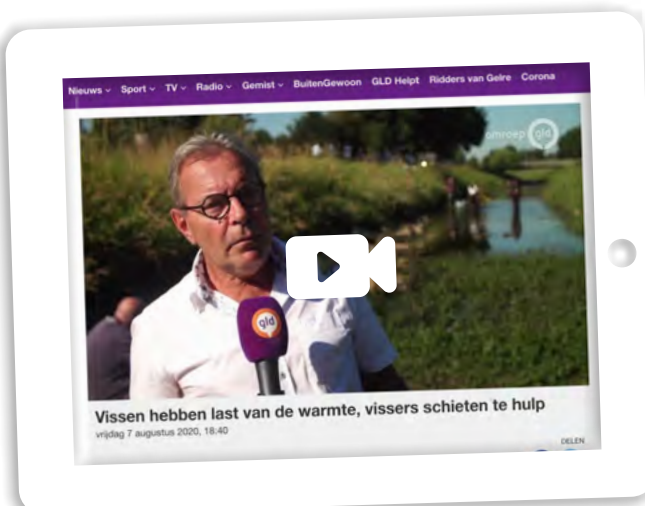 Nieuws Sport TV Radio Gemist BuitenGewoon GLD Helpt Ridders van Gelre Corona
omroep gld
gld
Vissen hebben last van de warmte, vissers schieten te hulp
vrijdag 7 augustus 2020, 18:40
DELEN